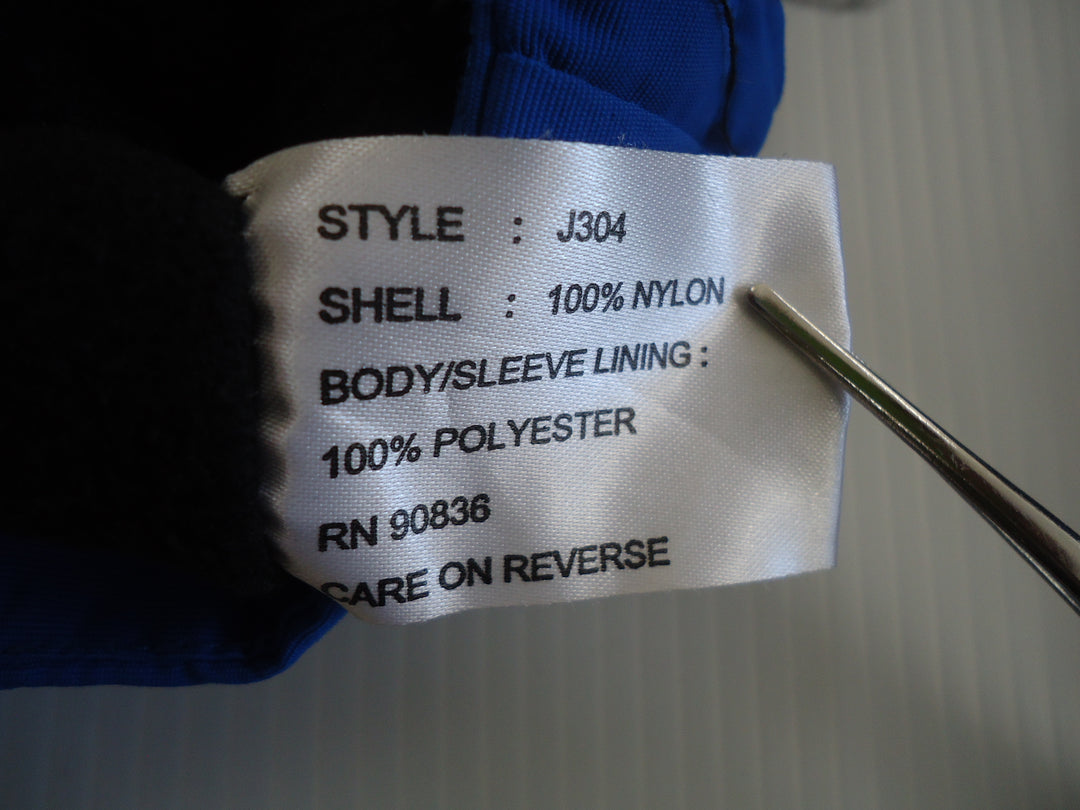 STYLE : J304
SHELL : 100% NYLON
BODY/SLEEVE LINING :
100% POLYESTER
RN 90836
CARE ON REVERSE